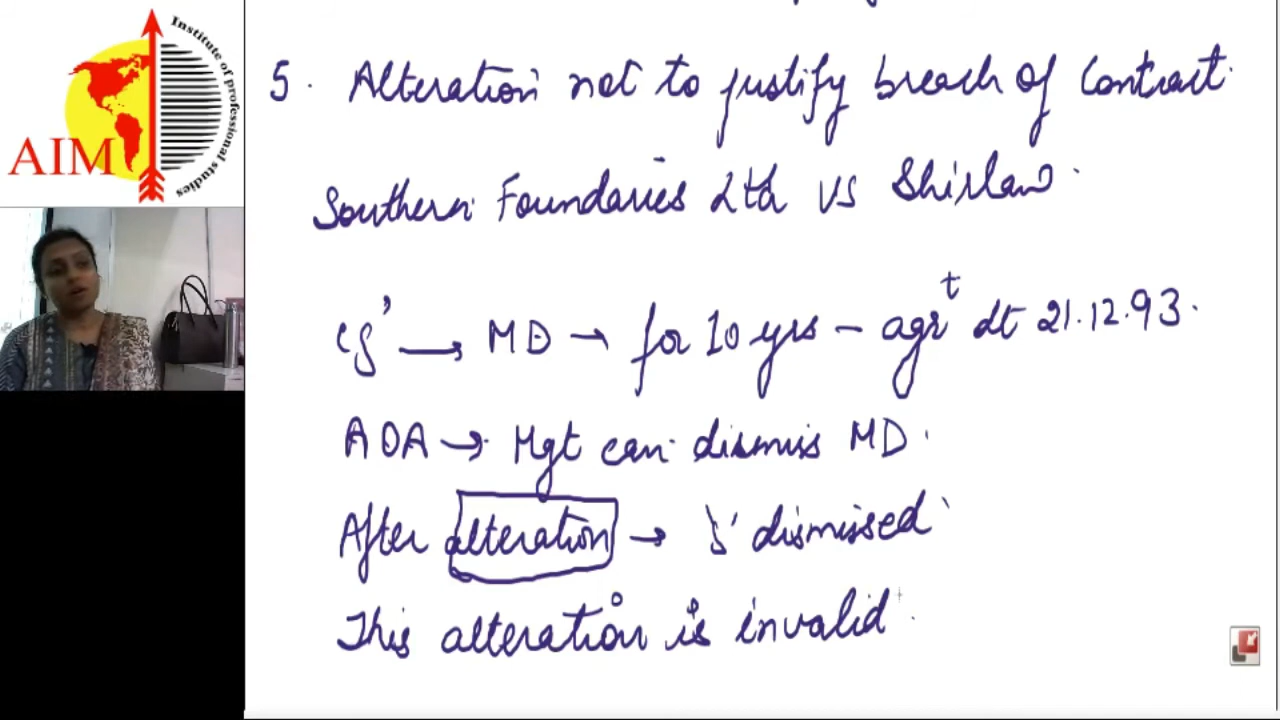 AIM
Institute of professional studies
5. Alteration not to justify breach of Contract.
Southern Foundaries Ltd VS Shirlaw.
'S' → MD → for 10 yrs – agrt dt 21.12.93.
AOA → Mgt can dismiss MD.
After alteration → 'S' dismissed.
This alteration is invalid.